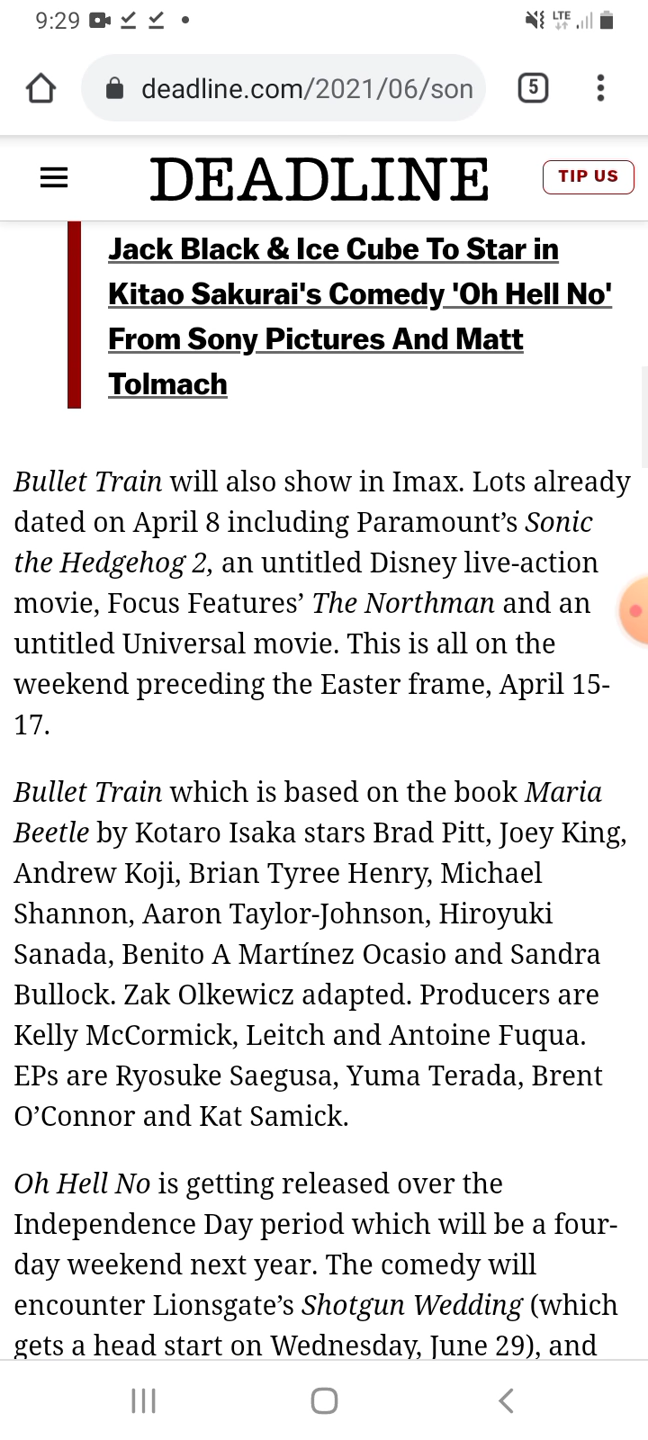 9:29
LTE
deadline.com/2021/06/son
5
DEADLINE
TIP US
Jack Black & Ice Cube To Star in
Kitao Sakurai's Comedy 'Oh Hell No'
From Sony Pictures And Matt
Tolmach
Bullet Train will also show in Imax. Lots already
dated on April 8 including Paramount’s Sonic
the Hedgehog 2, an untitled Disney live-action
movie, Focus Features’ The Northman and an
untitled Universal movie. This is all on the
weekend preceding the Easter frame, April 15-
17.
Bullet Train which is based on the book Maria
Beetle by Kotaro Isaka stars Brad Pitt, Joey King,
Andrew Koji, Brian Tyree Henry, Michael
Shannon, Aaron Taylor-Johnson, Hiroyuki
Sanada, Benito A Martínez Ocasio and Sandra
Bullock. Zak Olkewicz adapted. Producers are
Kelly McCormick, Leitch and Antoine Fuqua.
EPs are Ryosuke Saegusa, Yuma Terada, Brent
O’Connor and Kat Samick.
Oh Hell No is getting released over the
Independence Day period which will be a four-
day weekend next year. The comedy will
encounter Lionsgate’s Shotgun Wedding (which
gets a head start on Wednesday, June 29), and